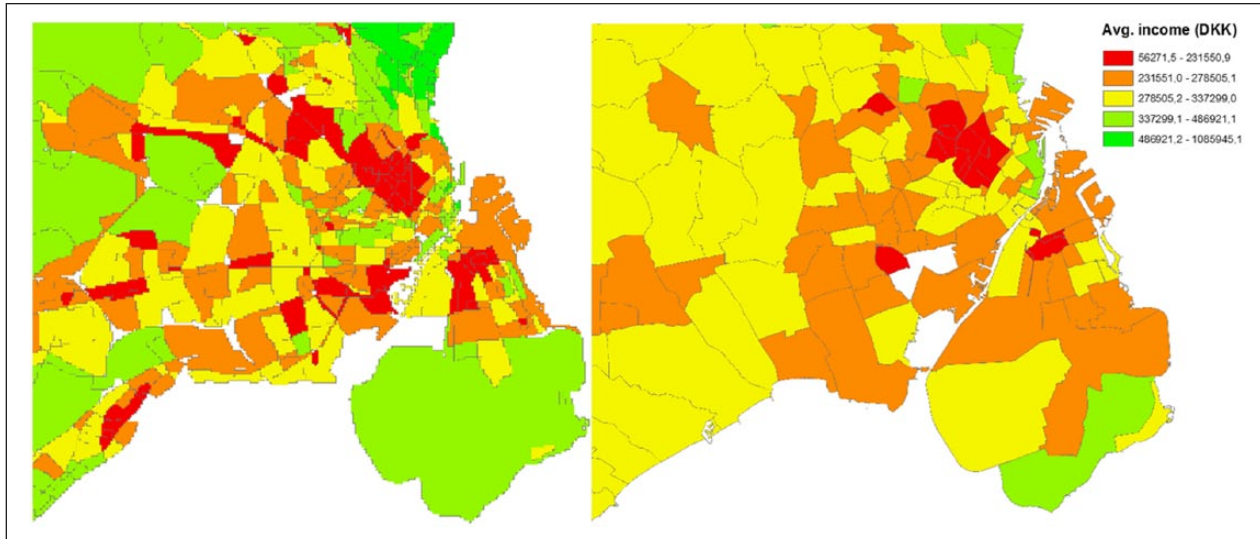 Avg. income (DKK)
56271,5 - 231550,9
231551,0 - 278505,1
278505,2 - 337299,0
337299,1 - 486921,1
486921,2 - 1085945,1